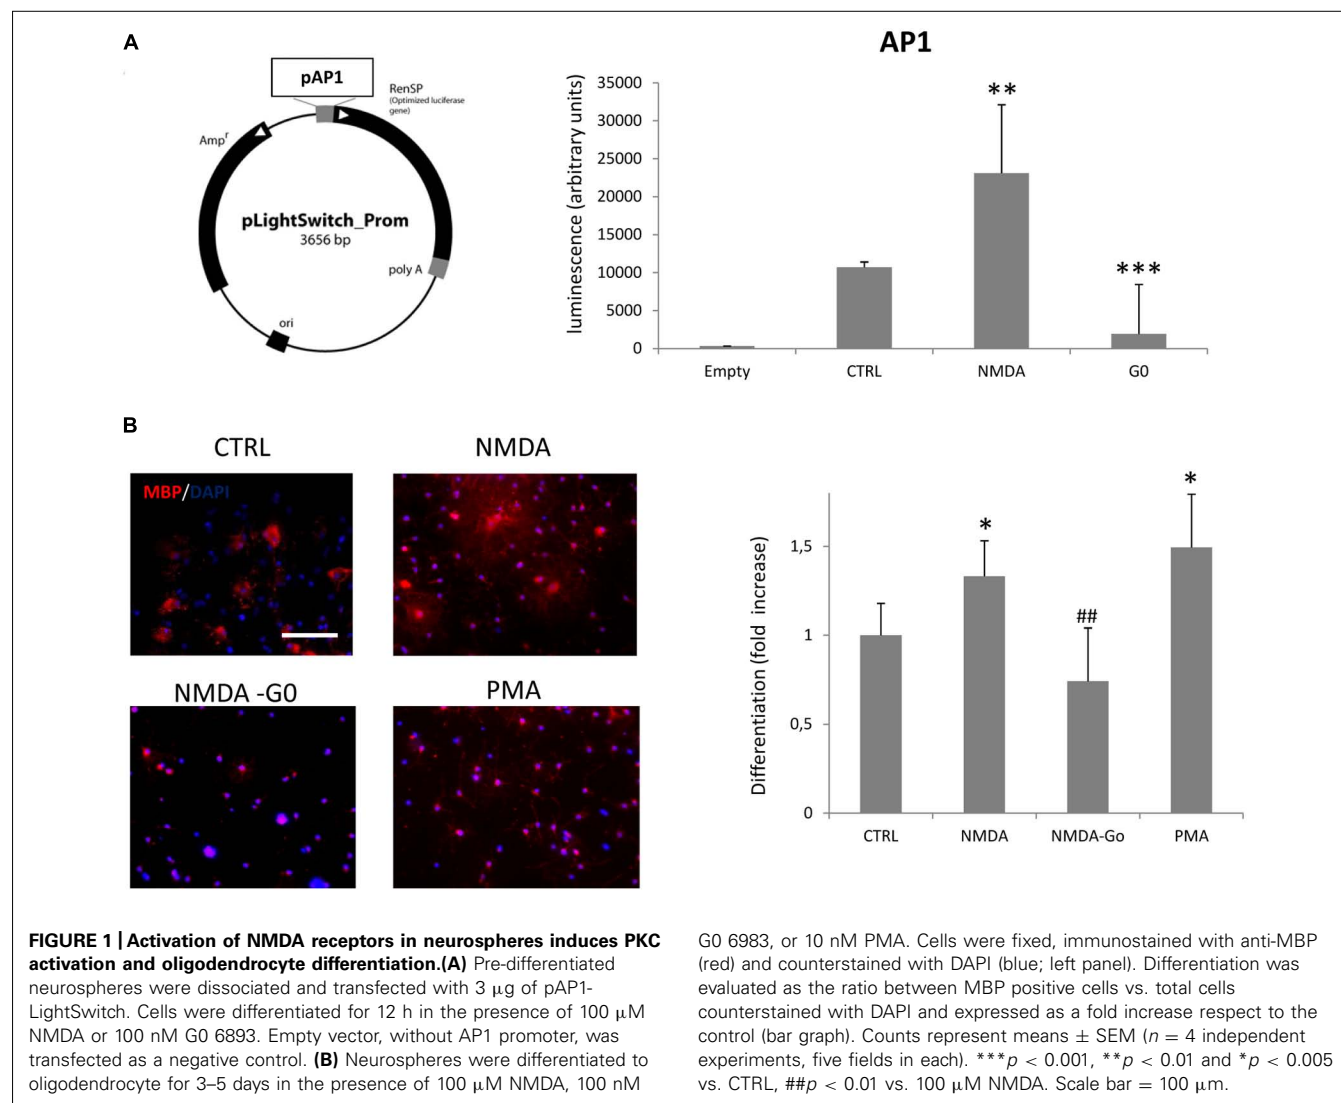 A
pAP1
RenSP
(Optimized luciferase
gene)
Amp^r
pLightSwitch_Prom
3656 bp
poly A
ori
AP1
luminescence (arbitrary units)
35000
30000
25000
20000
15000
10000
5000
0
**
***
Empty
CTRL
NMDA
G0
B
CTRL
NMDA
MBP/DAPI
NMDA -G0
PMA
Differentiation (fold increase)
1,5
1
0,5
0
*
##
*
CTRL
NMDA
NMDA-Go
PMA
FIGURE 1 | Activation of NMDA receptors in neurospheres induces PKC
activation and oligodendrocyte differentiation.(A) Pre-differentiated
neurospheres were dissociated and transfected with 3 μg of pAP1-
LightSwitch. Cells were differentiated for 12 h in the presence of 100 μM
NMDA or 100 nM G0 6893. Empty vector, without AP1 promoter, was
transfected as a negative control. (B) Neurospheres were differentiated to
oligodendrocyte for 3–5 days in the presence of 100 μM NMDA, 100 nM
G0 6983, or 10 nM PMA. Cells were fixed, immunostained with anti-MBP
(red) and counterstained with DAPI (blue; left panel). Differentiation was
evaluated as the ratio between MBP positive cells vs. total cells
counterstained with DAPI and expressed as a fold increase respect to the
control (bar graph). Counts represent means ± SEM (n = 4 independent
experiments, five fields in each). ***p < 0.001, **p < 0.01 and *p < 0.005
vs. CTRL, ##p < 0.01 vs. 100 μM NMDA. Scale bar = 100 μm.